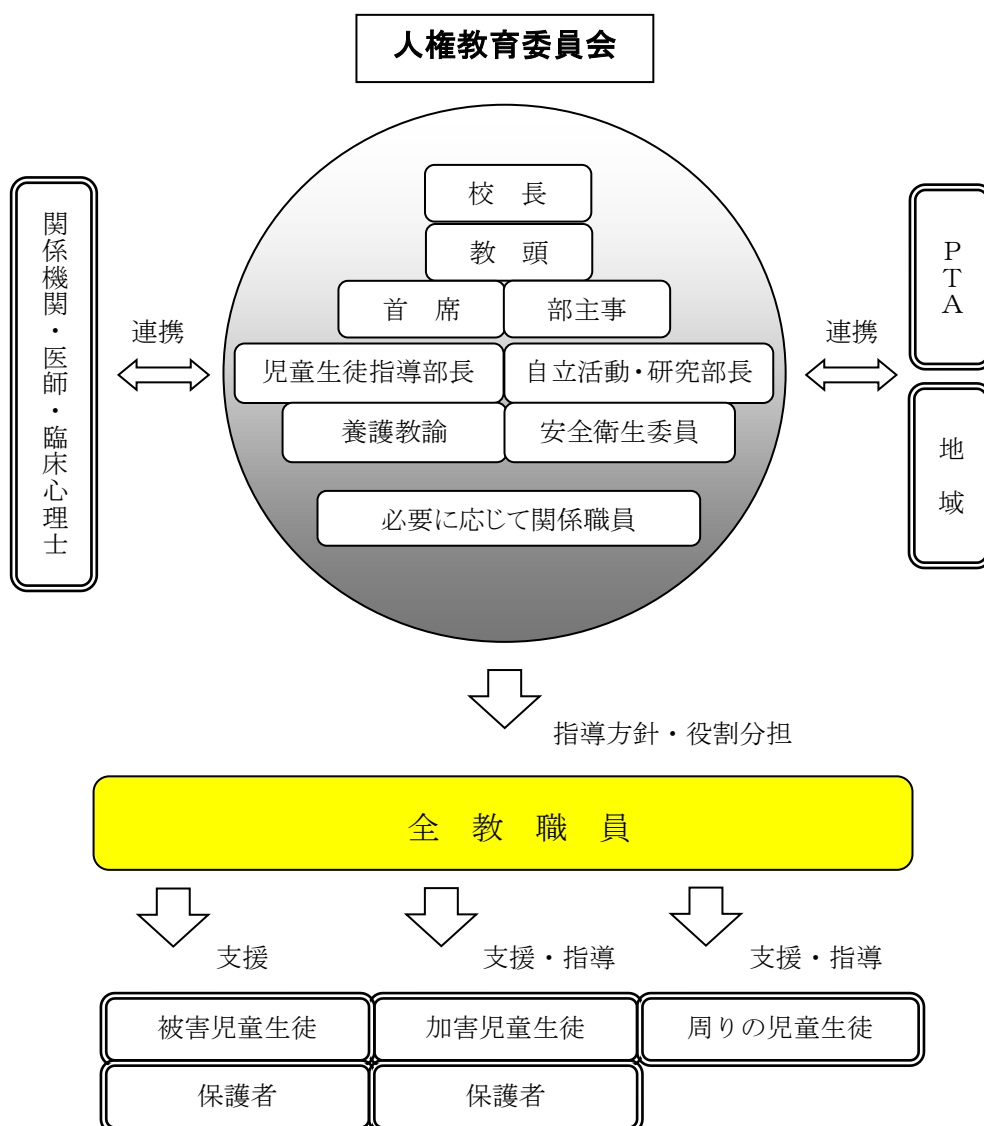 人権教育委員会
校　長
教　頭
首　席
部主事
児童生徒指導部長
自立活動・研究部長
養護教諭
安全衛生委員
必要に応じて関係職員
関係機関・医師・臨床心理士
連携
連携
PTA
地　域
指導方針・役割分担
全　教　職　員
支援
支援・指導
支援・指導
被害児童生徒
加害児童生徒
周りの児童生徒
保護者
保護者